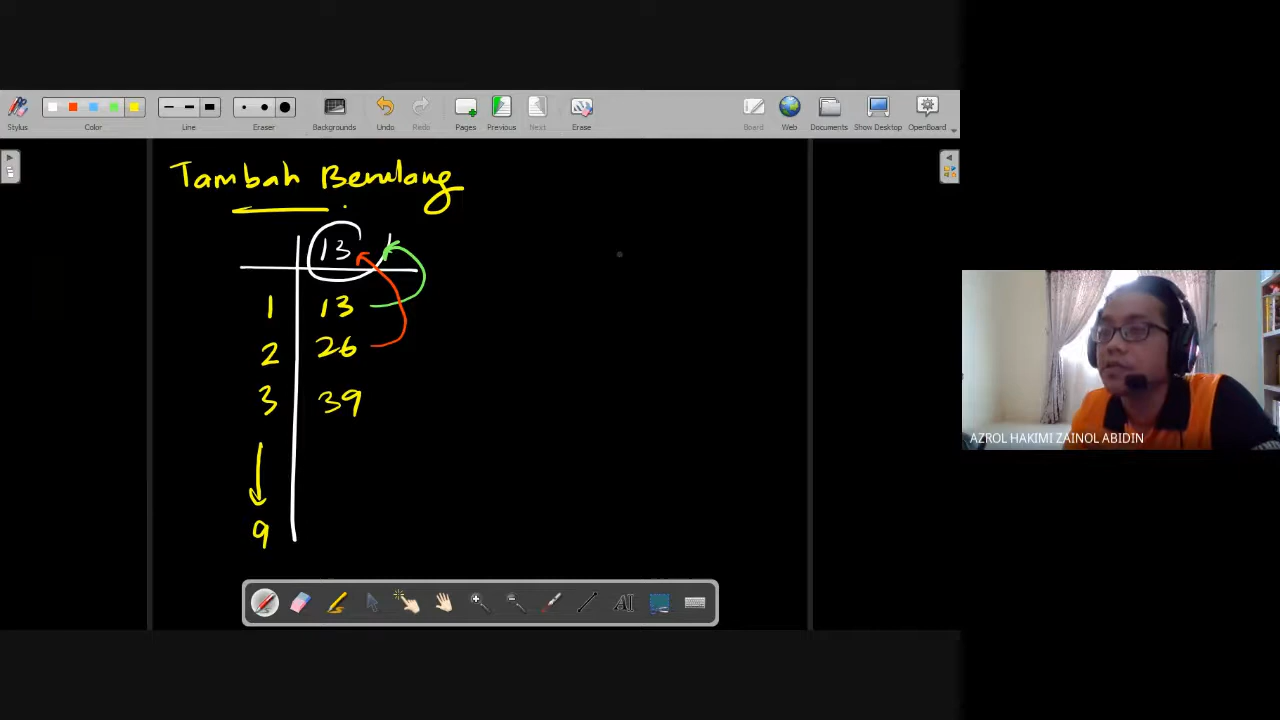 Stylus
Color
Line
Eraser
Backgrounds
Undo
Redo
Pages
Previous
Next
Erase
Board
Web
Documents
Show Desktop
OpenBoard
Tambah Berulang
13
1 13
2 26
3 39
9
AZROL HAKIMI ZAINOL ABIDIN